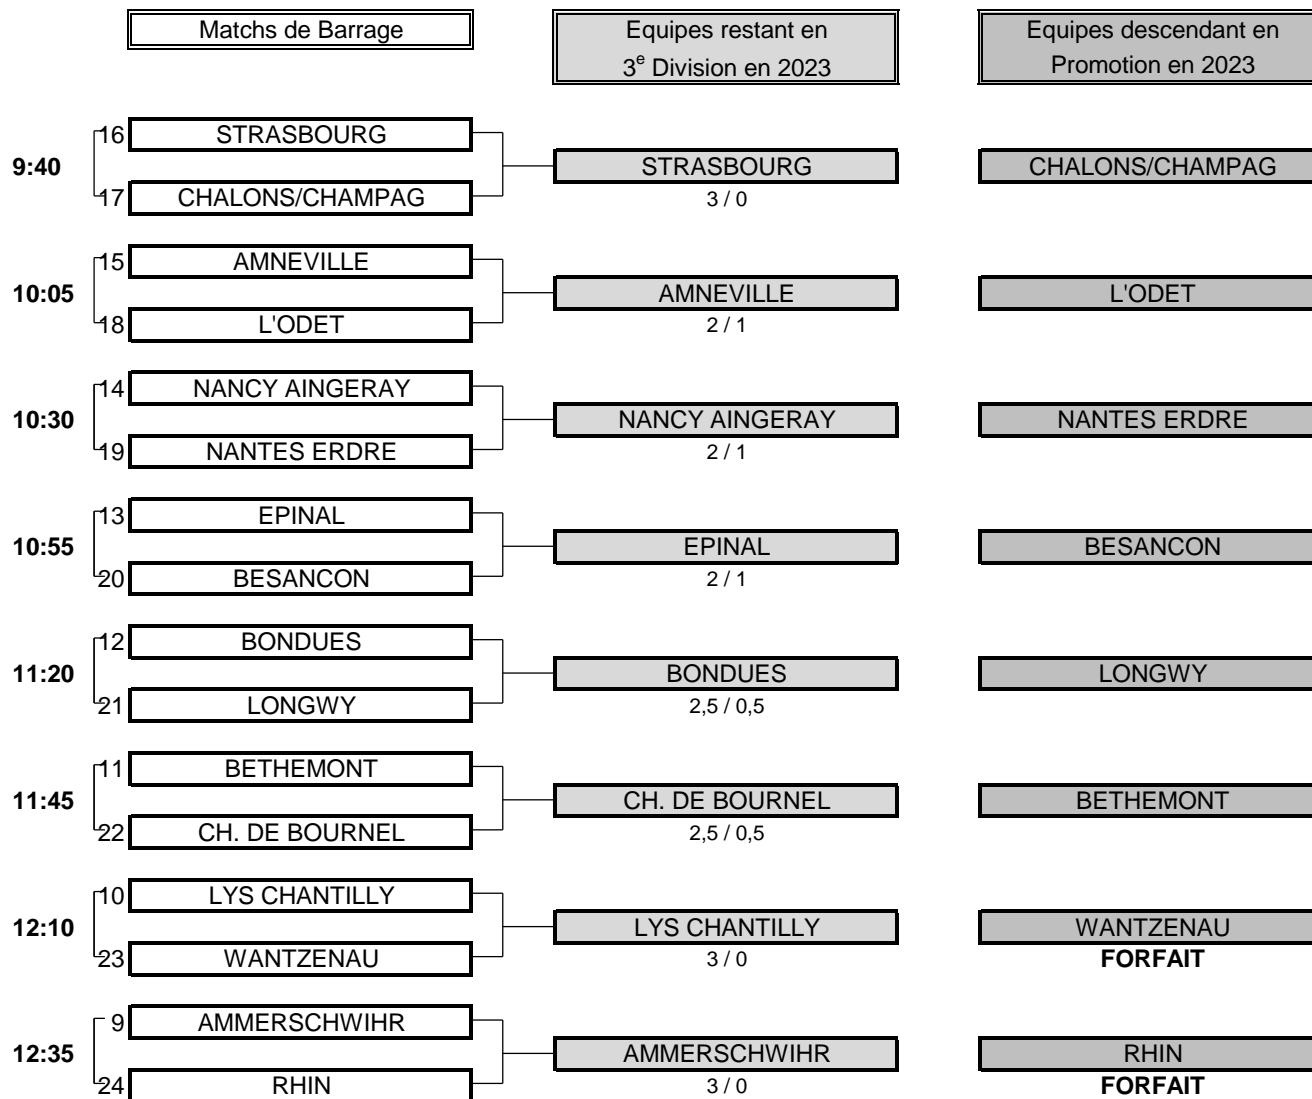 Matchs de Barrage
Equipes restant en
3e Division en 2023
Equipes descendant en
Promotion en 2023
16 STRASBOURG
9:40 STRASBOURG CHALONS/CHAMPAG
17 CHALONS/CHAMPAG 3 / 0
15 AMNEVILLE
10:05 AMNEVILLE L'ODET
18 L'ODET 2 / 1
14 NANCY AINGERAY
10:30 NANCY AINGERAY NANTES ERDRE
19 NANTES ERDRE 2 / 1
13 EPINAL
10:55 EPINAL BESANCON
20 BESANCON 2 / 1
12 BONDUES
11:20 BONDUES LONGWY
21 LONGWY 2,5 / 0,5
11 BETHEMONT
11:45 CH. DE BOURNEL BETHEMONT
22 CH. DE BOURNEL 2,5 / 0,5
10 LYS CHANTILLY
12:10 LYS CHANTILLY WANTZENAU
23 WANTZENAU 3 / 0 FORFAIT
9 AMMERSCHWIHR
12:35 AMMERSCHWIHR RHIN
24 RHIN 3 / 0 FORFAIT